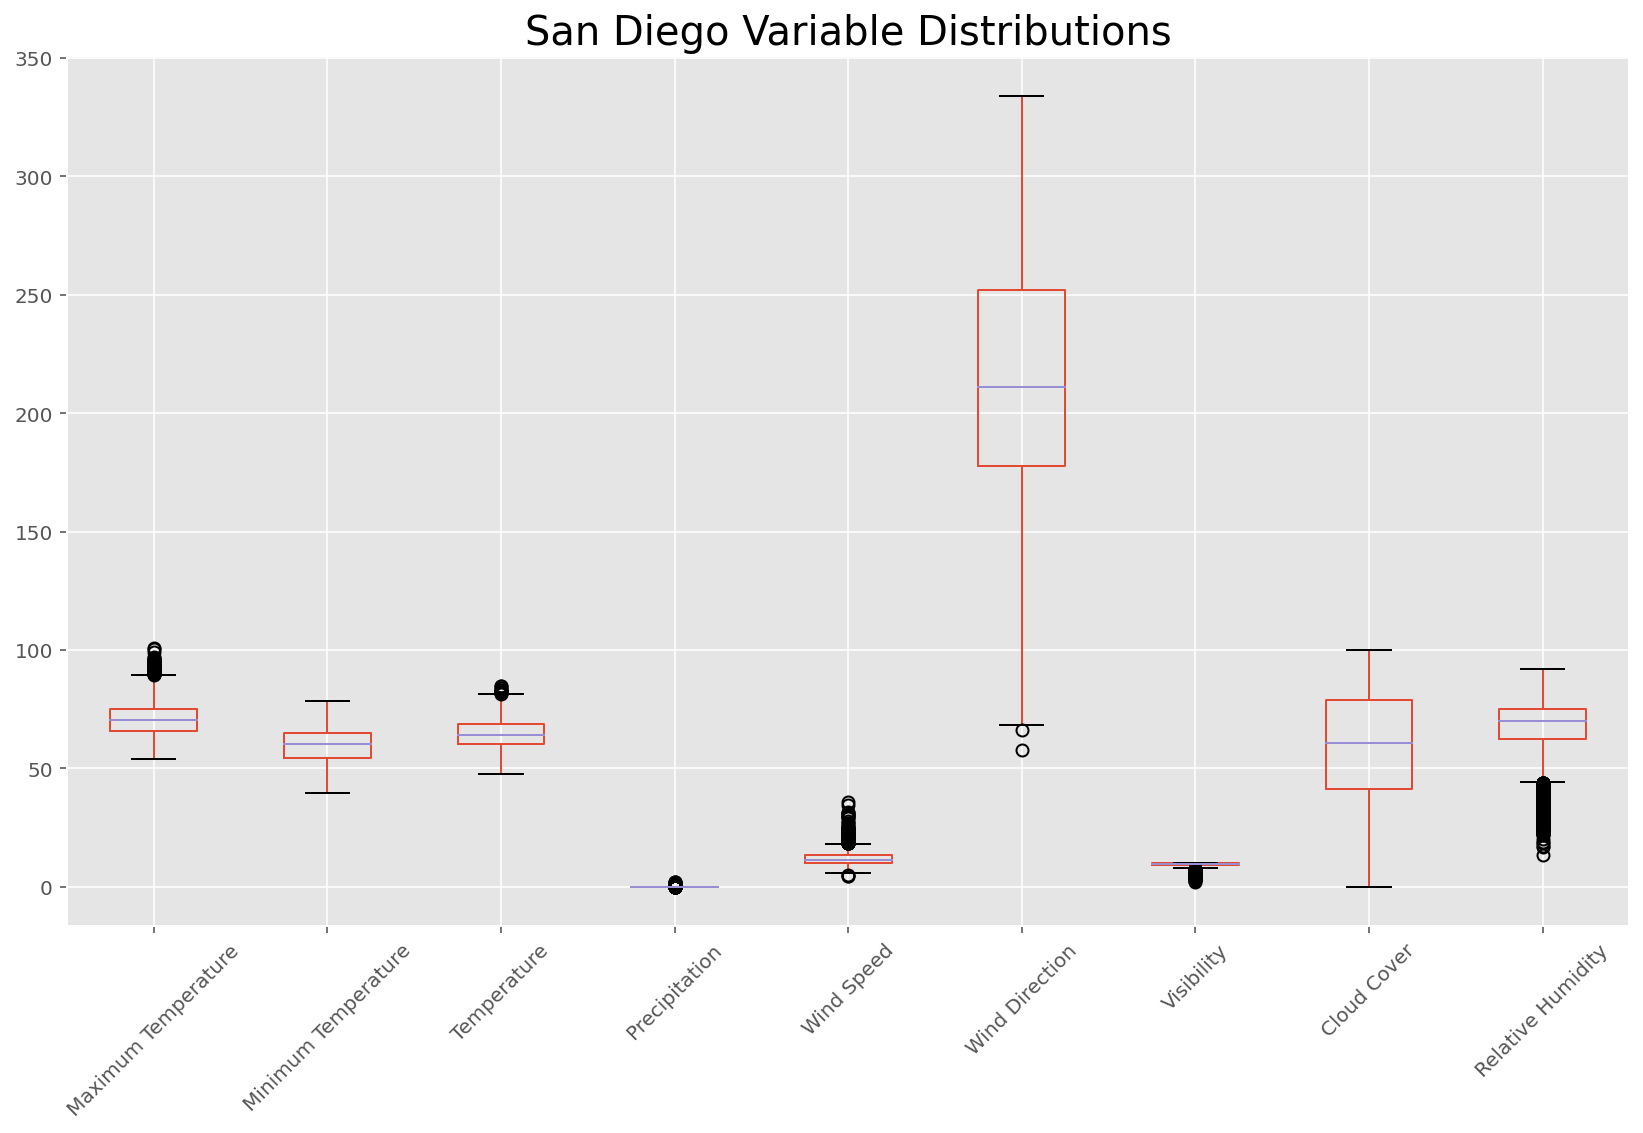 San Diego Variable Distributions
350
300
250
200
150
100
50
0
Maximum Temperature
Minimum Temperature
Temperature
Precipitation
Wind Speed
Wind Direction
Visibility
Cloud Cover
Relative Humidity